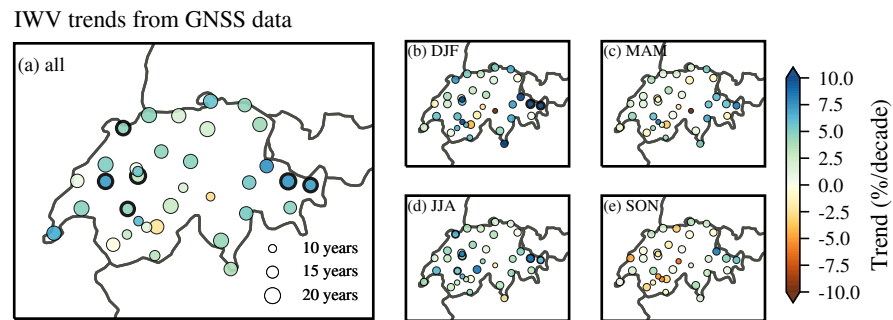 IWV trends from GNSS data
(a) all
10 years
15 years
20 years
(b) DJF
(c) MAM
(d) JJA
(e) SON
10.0
7.5
5.0
2.5
0.0
-2.5
-5.0
-7.5
-10.0
Trend (%/decade)